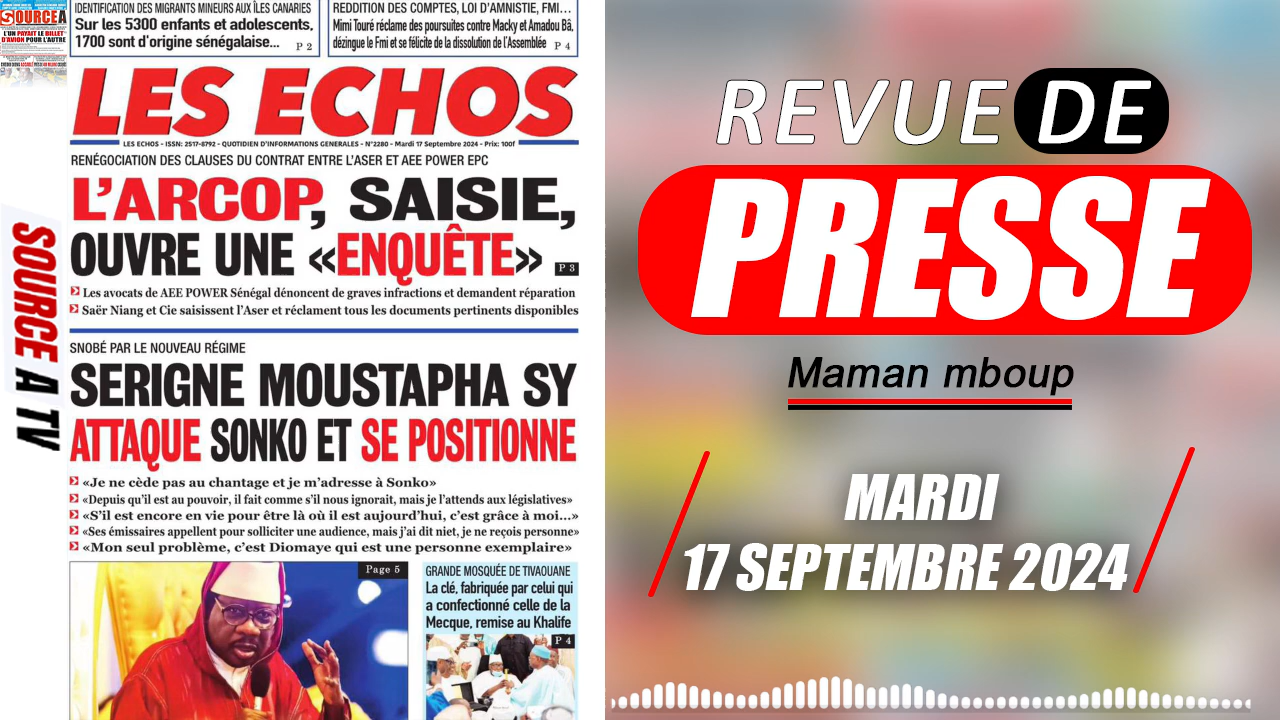 SOURCEA
L'UN PAYAIT LE BILLET
D'AVION POUR L'AUTRE
SOURCE A TV
IDENTIFICATION DES MIGRANTS MINEURS AUX ÎLES CANARIES
Sur les 5300 enfants et adolescents,
1700 sont d'origine sénégalaise... P 2
REDDITION DES COMPTES, LOI D'AMNISTIE, FMI…
Mimi Touré réclame des poursuites contre Macky et Amadou Bâ,
dézingue le Fmi et se félicite de la dissolution de l'Assemblée P 4
LES ECHOS
LES ECHOS - ISSN: 2517-8792 - QUOTIDIEN D'INFORMATIONS GENERALES - N°2280 - Mardi 17 Septembre 2024 - Prix: 100f
RENÉGOCIATION DES CLAUSES DU CONTRAT ENTRE L'ASER ET AEE POWER EPC
L'ARCOP, SAISIE,
OUVRE UNE «ENQUÊTE» P 3
Les avocats de AEE POWER Sénégal dénoncent de graves infractions et demandent réparation
Saër Niang et Cie saisissent l'Aser et réclament tous les documents pertinents disponibles
SNOBÉ PAR LE NOUVEAU RÉGIME
SERIGNE MOUSTAPHA SY
ATTAQUE SONKO ET SE POSITIONNE
«Je ne cède pas au chantage et je m'adresse à Sonko»
«Depuis qu'il est au pouvoir, il fait comme s'il nous ignorait, mais je l'attends aux législatives»
«S'il est encore en vie pour être là où il est aujourd'hui, c'est grâce à moi…»
«Ses émissaires appellent pour solliciter une audience, mais j'ai dit niet, je ne reçois personne»
«Mon seul problème, c'est Diomaye qui est une personne exemplaire»
Page 5
GRANDE MOSQUÉE DE TIVAOUANE
La clé, fabriquée par celui qui
a confectionné celle de la
Mecque, remise au Khalife
P 4
REVUE DE
PRESSE
Maman mboup
MARDI
17 SEPTEMBRE 2024